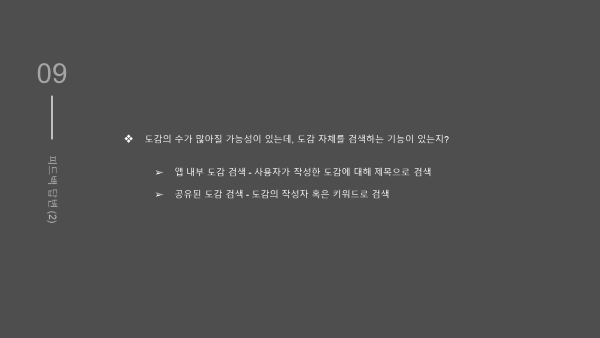 09
피드백 답변 (2)
❖ 도감의 수가 많아질 가능성이 있는데, 도감 자체를 검색하는 기능이 있는지?
➢ 앱 내부 도감 검색 - 사용자가 작성한 도감에 대해 제목으로 검색
➢ 공유된 도감 검색 - 도감의 작성자 혹은 키워드로 검색